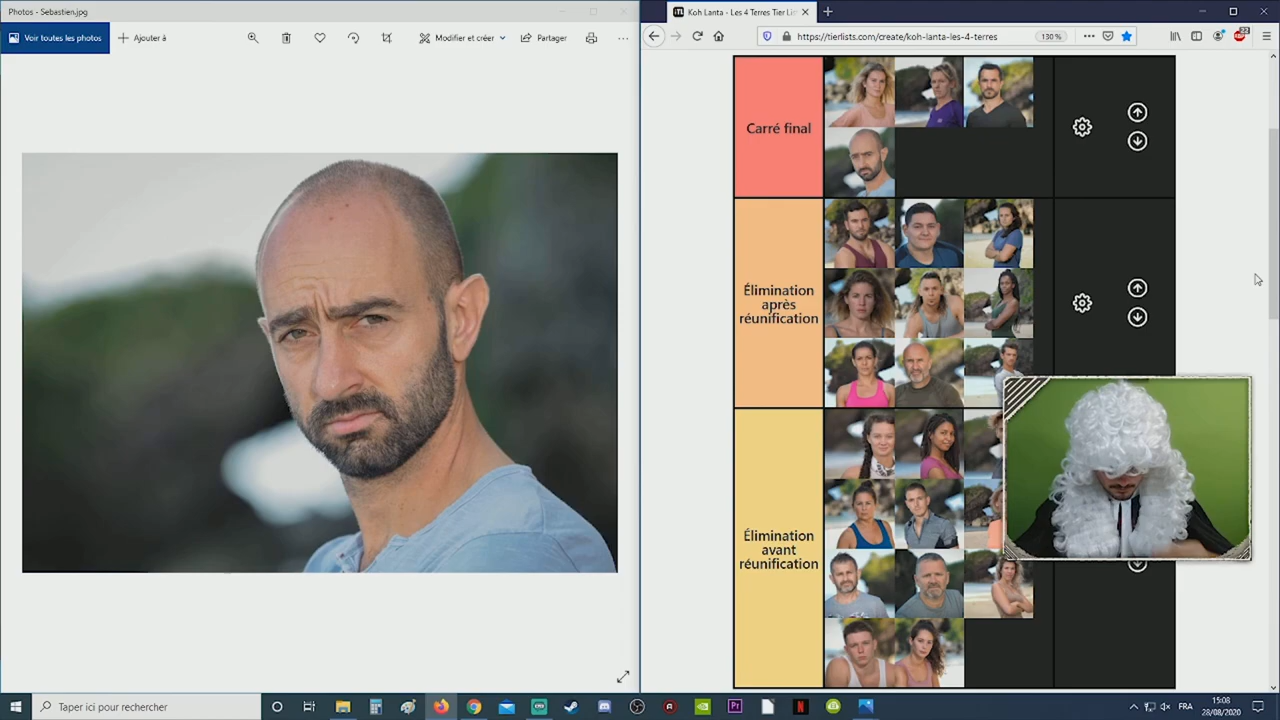 Photos - Sebastien.jpg
Voir toutes les photos
Ajouter à
Modifier et créer
Partager
Koh Lanta - Les 4 Terres Tier Lis
https://tierlists.com/create/koh-lanta-les-4-terres
130 %
22
Carré final
Élimination
après
réunification
Élimination
avant
réunification
Taper ici pour rechercher
FRA
15:08
28/08/2020